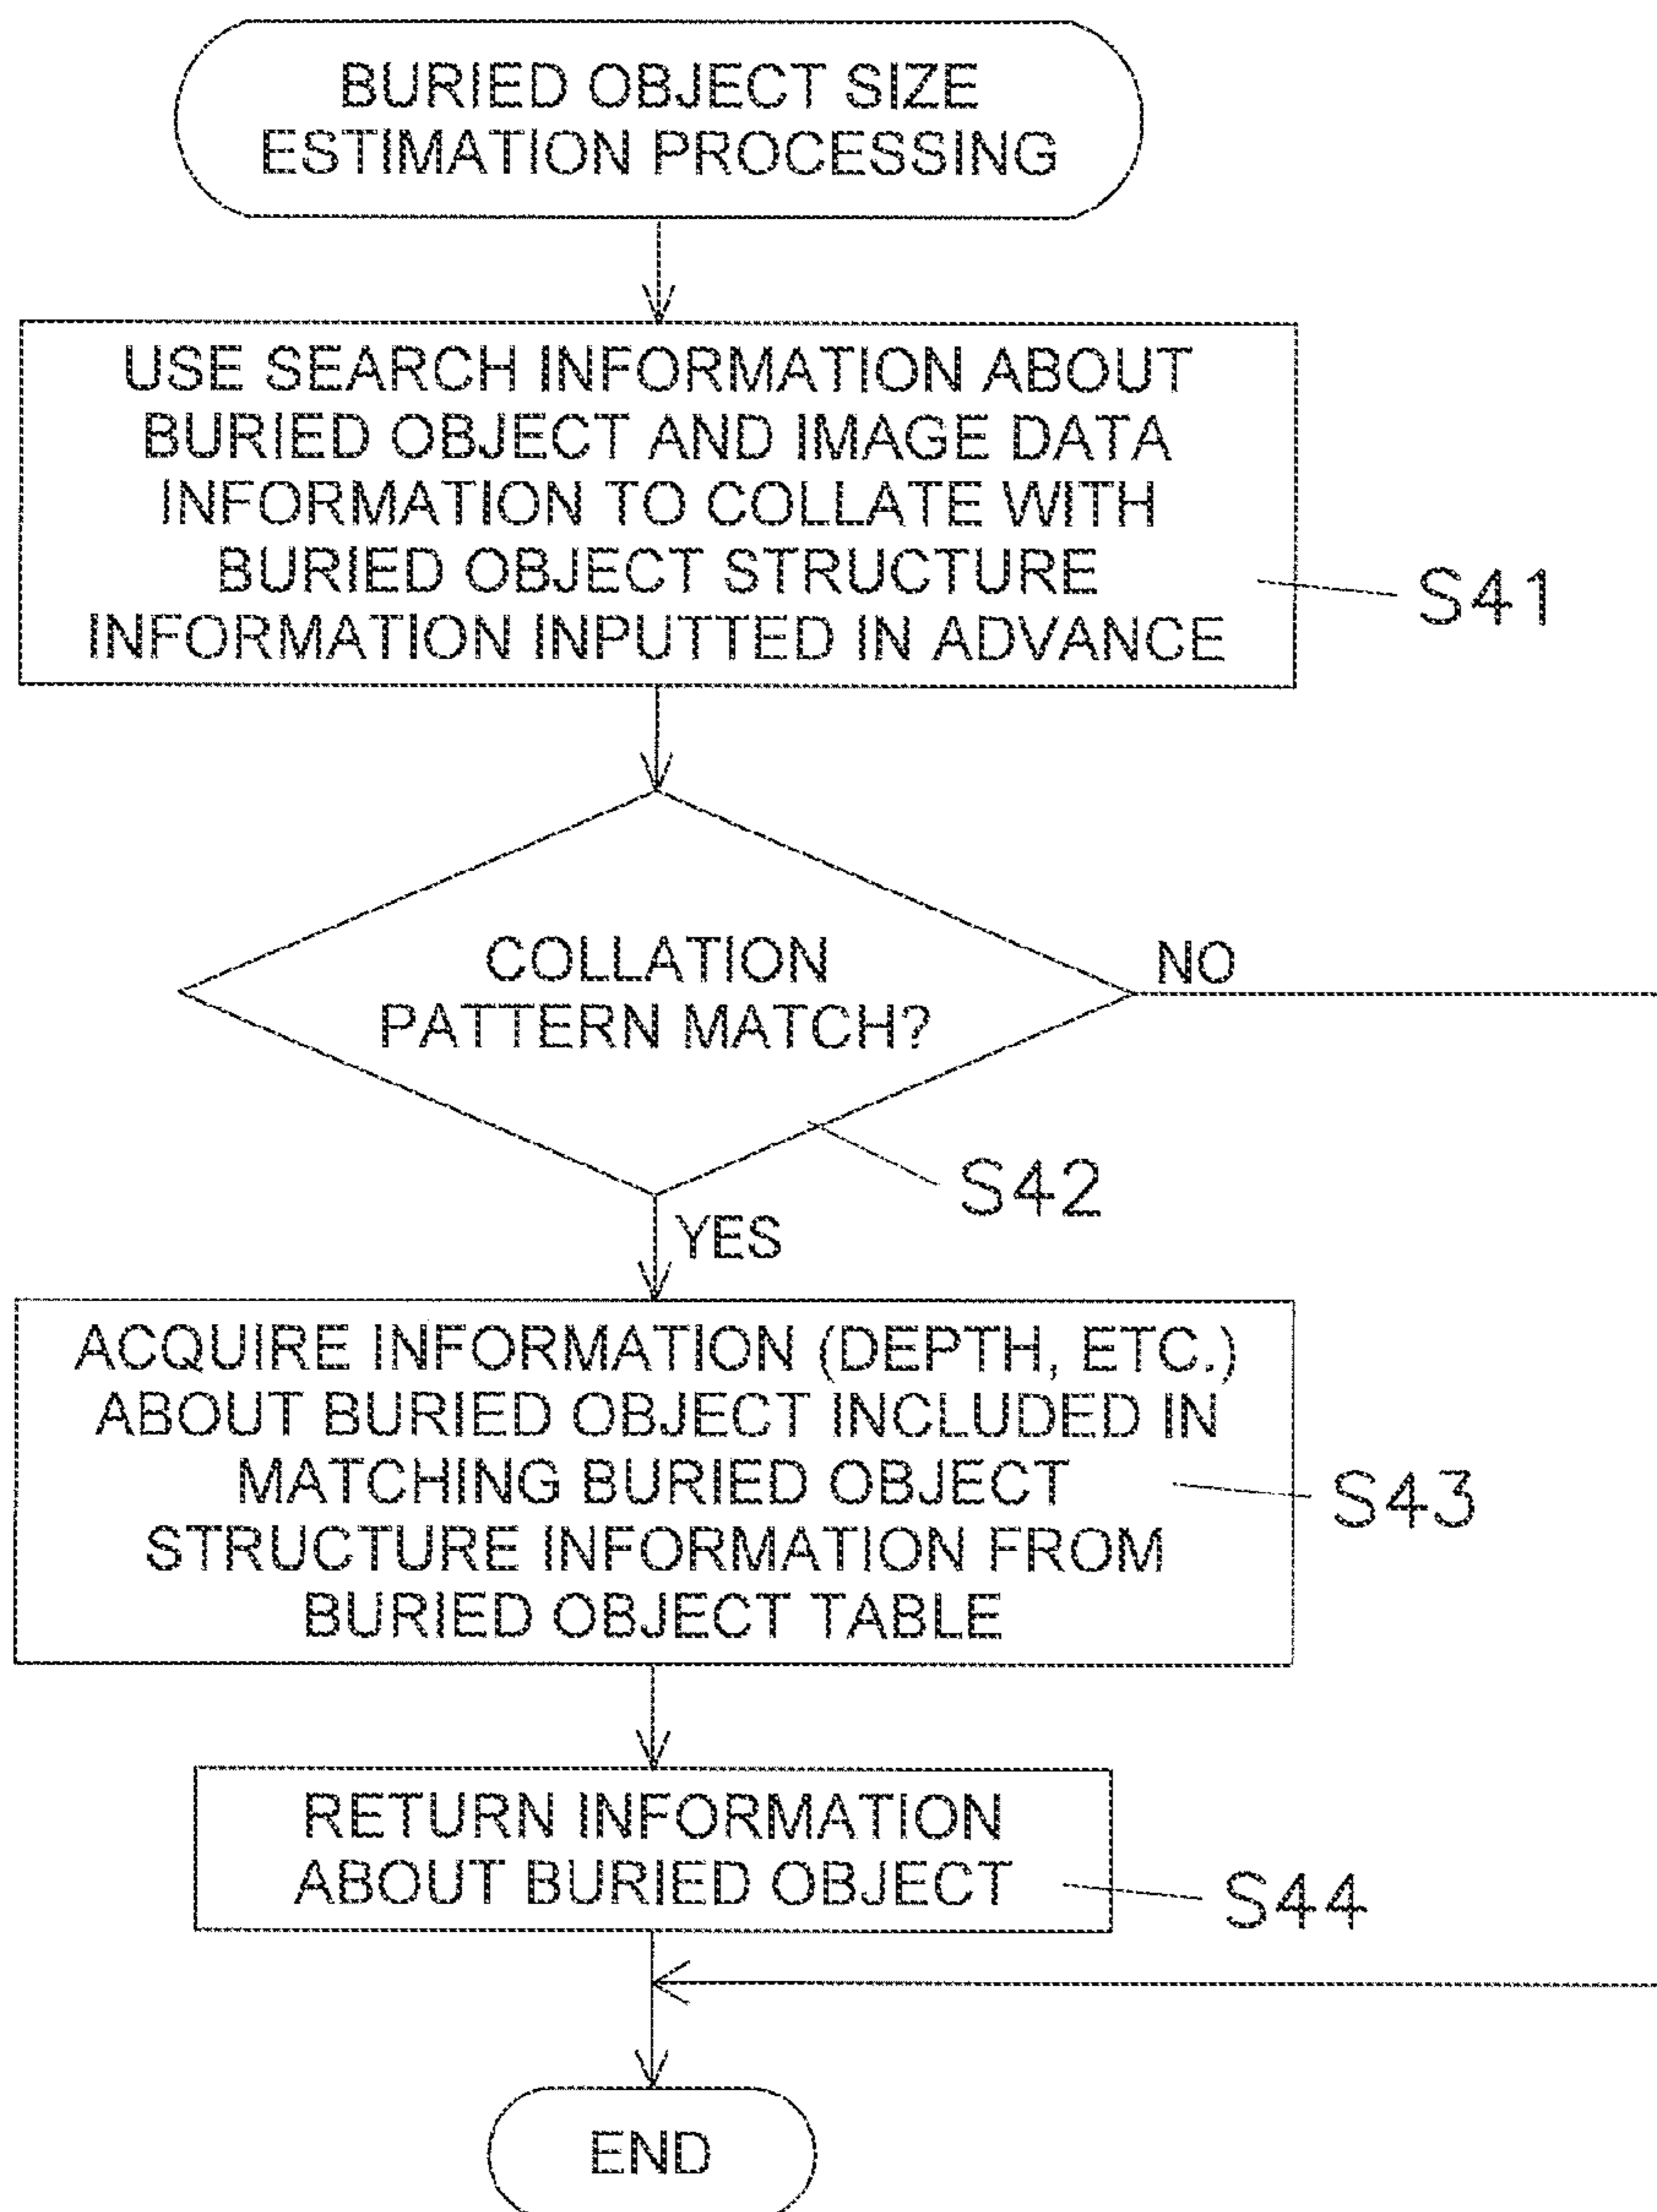 BURIED OBJECT SIZE
ESTIMATION PROCESSING
USE SEARCH INFORMATION ABOUT
BURIED OBJECT AND IMAGE DATA
INFORMATION TO COLLATE WITH
BURIED OBJECT STRUCTURE
INFORMATION INPUTTED IN ADVANCE
S41
COLLATION
PATTERN MATCH?
NO
S42
YES
ACQUIRE INFORMATION (DEPTH, ETC.)
ABOUT BURIED OBJECT INCLUDED IN
MATCHING BURIED OBJECT
STRUCTURE INFORMATION FROM
BURIED OBJECT TABLE
S43
RETURN INFORMATION
ABOUT BURIED OBJECT
S44
END